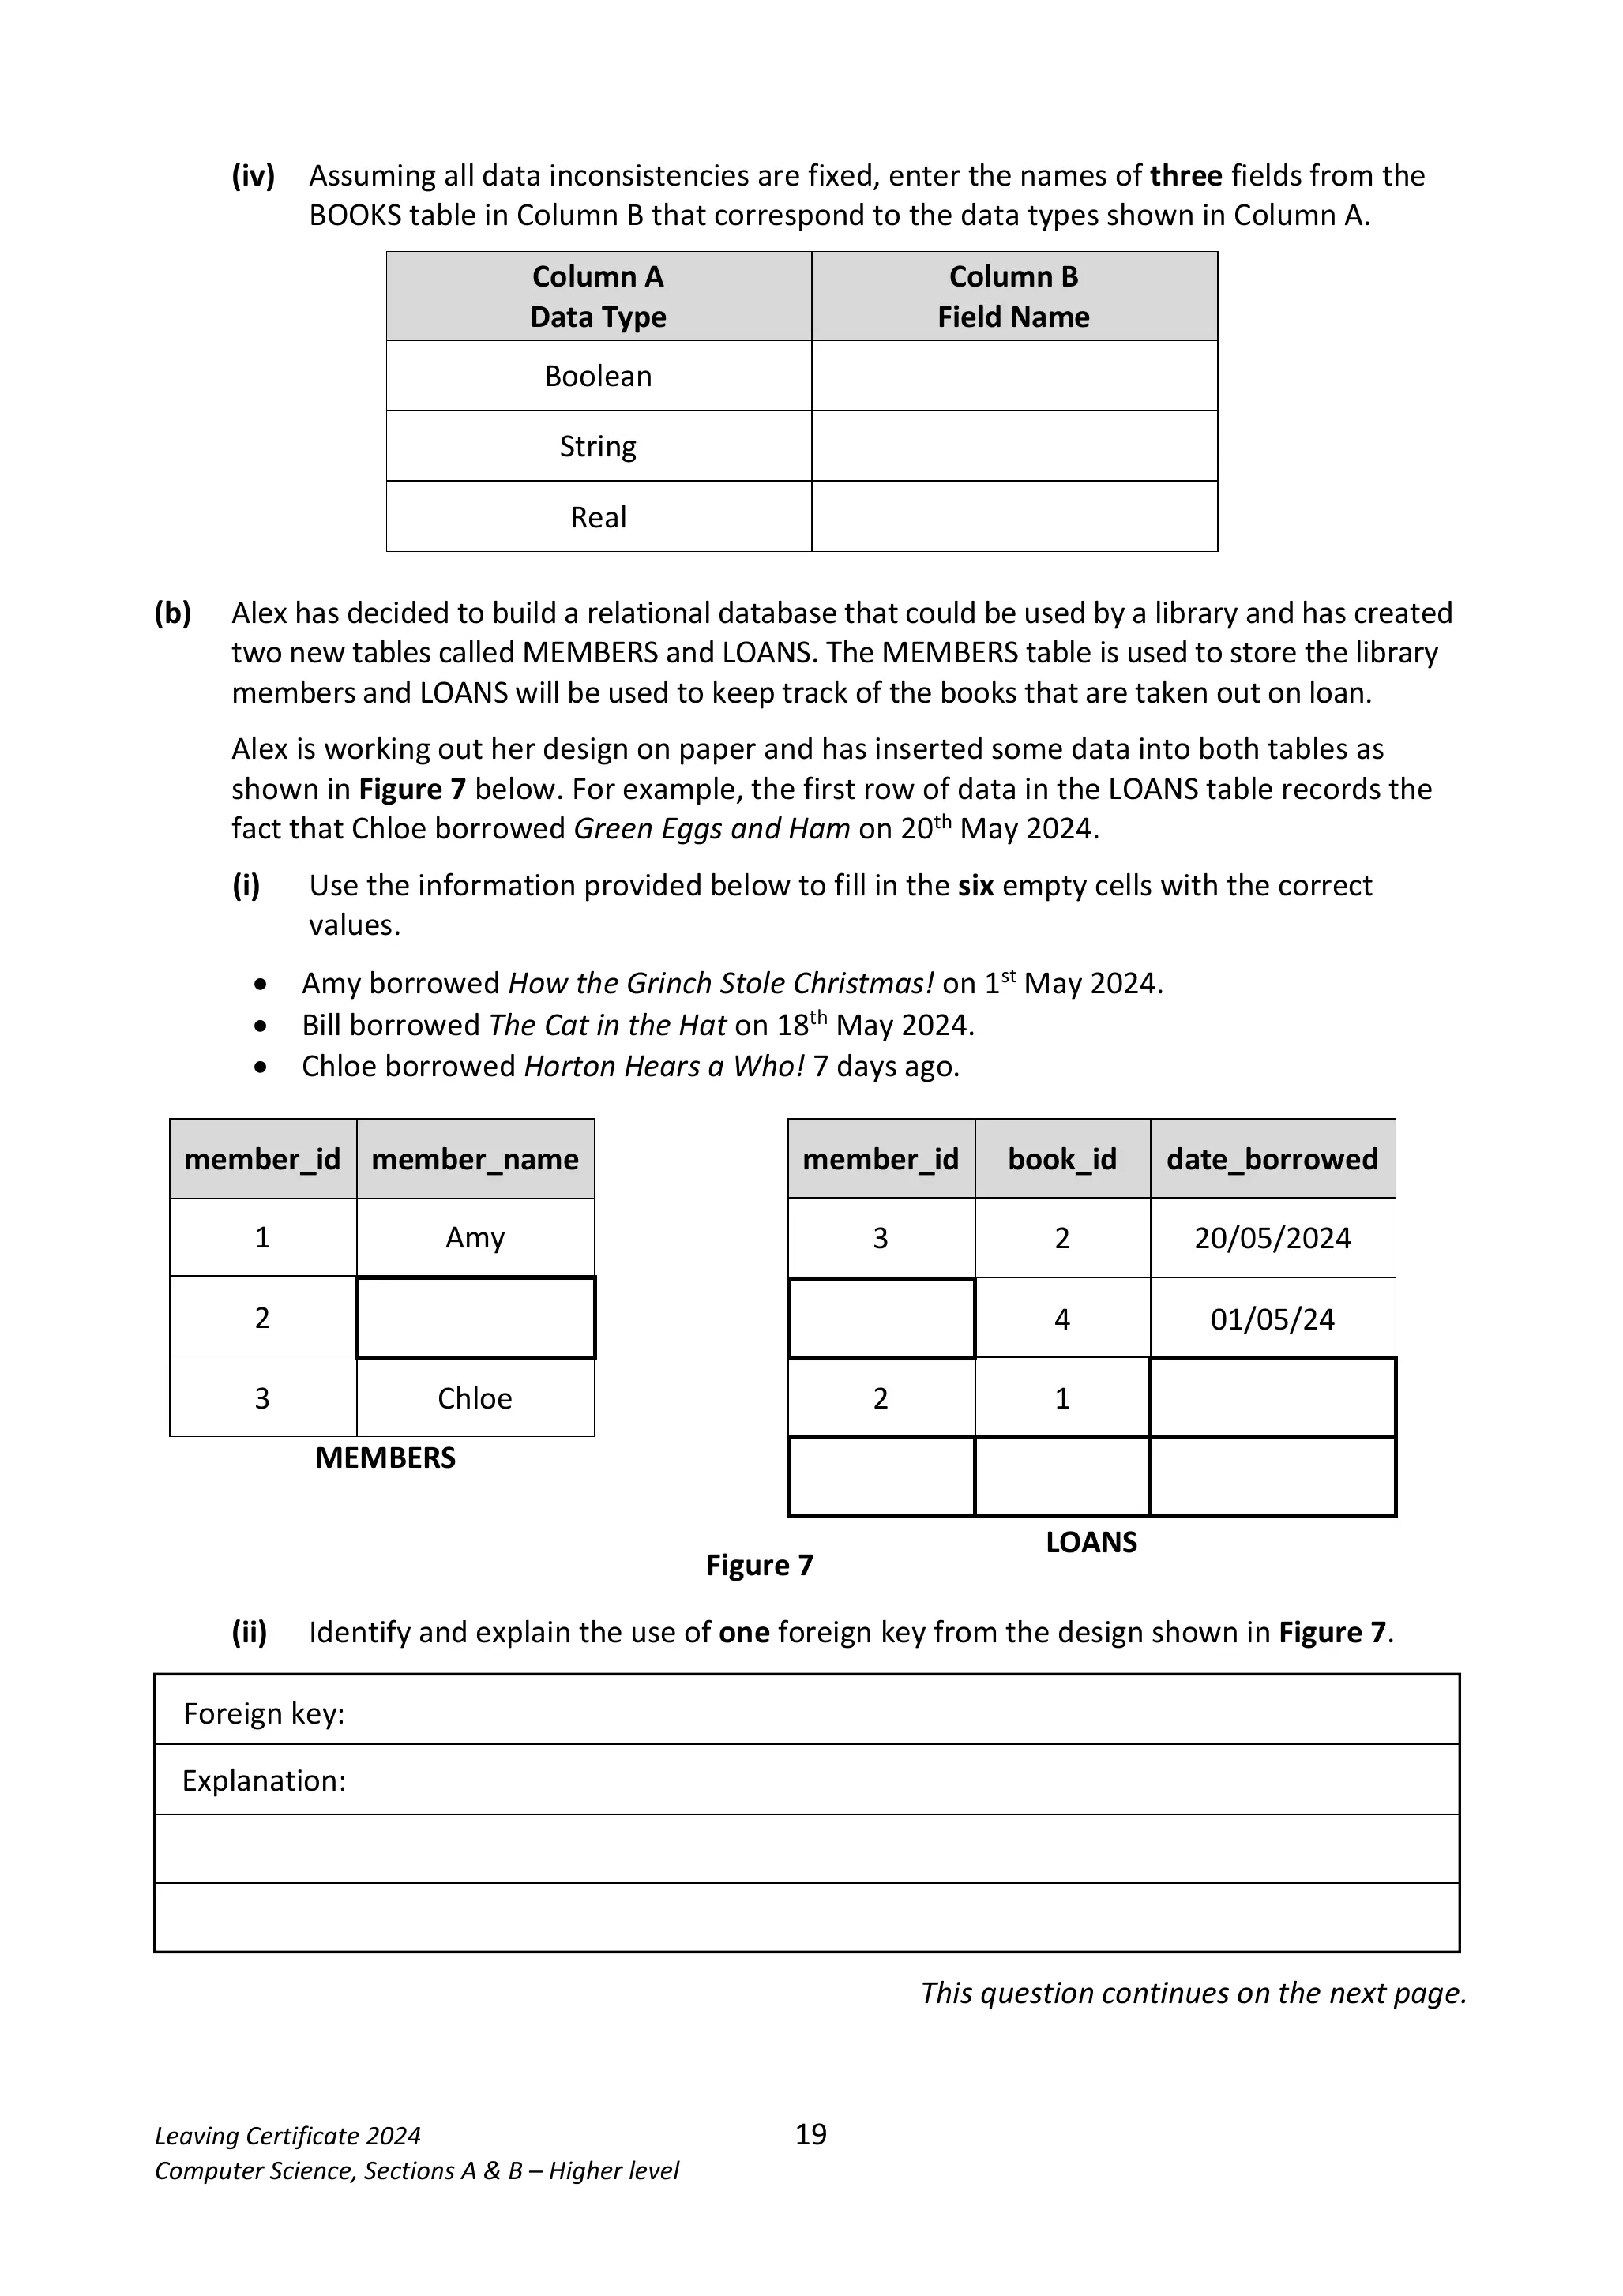 (iv) Assuming all data inconsistencies are fixed, enter the names of three fields from the
BOOKS table in Column B that correspond to the data types shown in Column A.
Column A Column B
Data Type Field Name
Boolean
String
Real
(b) Alex has decided to build a relational database that could be used by a library and has created
two new tables called MEMBERS and LOANS. The MEMBERS table is used to store the library
members and LOANS will be used to keep track of the books that are taken out on loan.
Alex is working out her design on paper and has inserted some data into both tables as
shown in Figure 7 below. For example, the first row of data in the LOANS table records the
fact that Chloe borrowed Green Eggs and Ham on 20th May 2024.
(i) Use the information provided below to fill in the six empty cells with the correct
values.
• Amy borrowed How the Grinch Stole Christmas! on 1st May 2024.
• Bill borrowed The Cat in the Hat on 18th May 2024.
• Chloe borrowed Horton Hears a Who! 7 days ago.
member_id member_name
1 Amy
2
3 Chloe
MEMBERS
member_id book_id date_borrowed
3 2 20/05/2024
4 01/05/24
2 1
LOANS
Figure 7
(ii) Identify and explain the use of one foreign key from the design shown in Figure 7.
Foreign key:
Explanation:
This question continues on the next page.
Leaving Certificate 2024 19
Computer Science, Sections A & B – Higher level